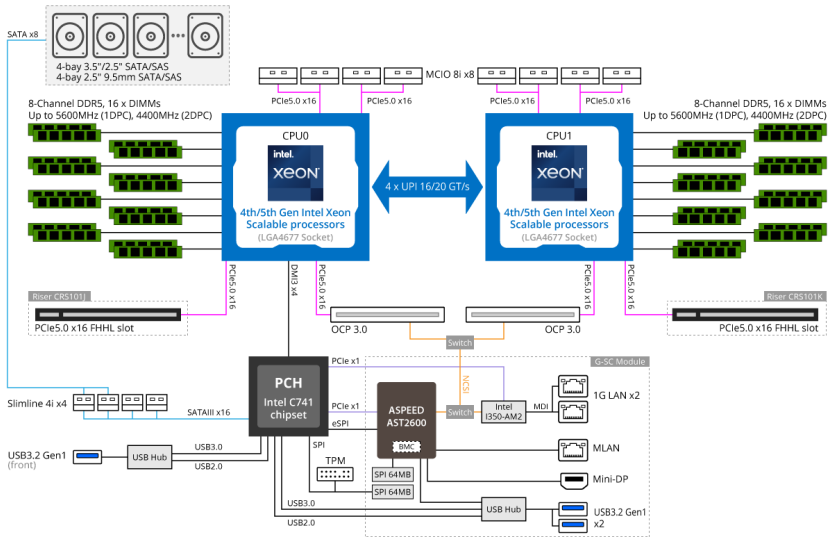 SATA x8
4-bay 3.5"/2.5" SATA/SAS
4-bay 2.5" 9.5mm SATA/SAS
MCIO 8i x8
PCIe5.0 x16
PCIe5.0 x16
PCIe5.0 x16
PCIe5.0 x16
8-Channel DDR5, 16 x DIMMs
Up to 5600MHz (1DPC), 4400MHz (2DPC)
8-Channel DDR5, 16 x DIMMs
Up to 5600MHz (1DPC), 4400MHz (2DPC)
CPU0
intel.
xeon
4th/5th Gen Intel Xeon
Scalable processors
(LGA4677 Socket)
4 x UPI 16/20 GT/s
CPU1
intel.
xeon
4th/5th Gen Intel Xeon
Scalable processors
(LGA4677 Socket)
PCIe5.0 x16
DMI3 x4
PCIe5.0 x16
PCIe5.0 x16
PCIe5.0 x16
Riser CRS101J
PCIe5.0 x16 FHHL slot
OCP 3.0
OCP 3.0
Riser CRS101K
PCIe5.0 x16 FHHL slot
Switch
G-SC Module
PCH
Intel C741
chipset
PCIe x1
PCIe x1
eSPI
NCSI
ASPEED
AST2600
BMC
Switch
Intel
I350-AM2
MDI
1G LAN x2
MLAN
Mini-DP
Slimline 4i x4
SATAIII x16
USB3.2 Gen1
(front)
USB Hub
USB3.0
USB2.0
SPI
TPM
SPI 64MB
SPI 64MB
USB3.0
USB2.0
USB Hub
USB3.2 Gen1
x2